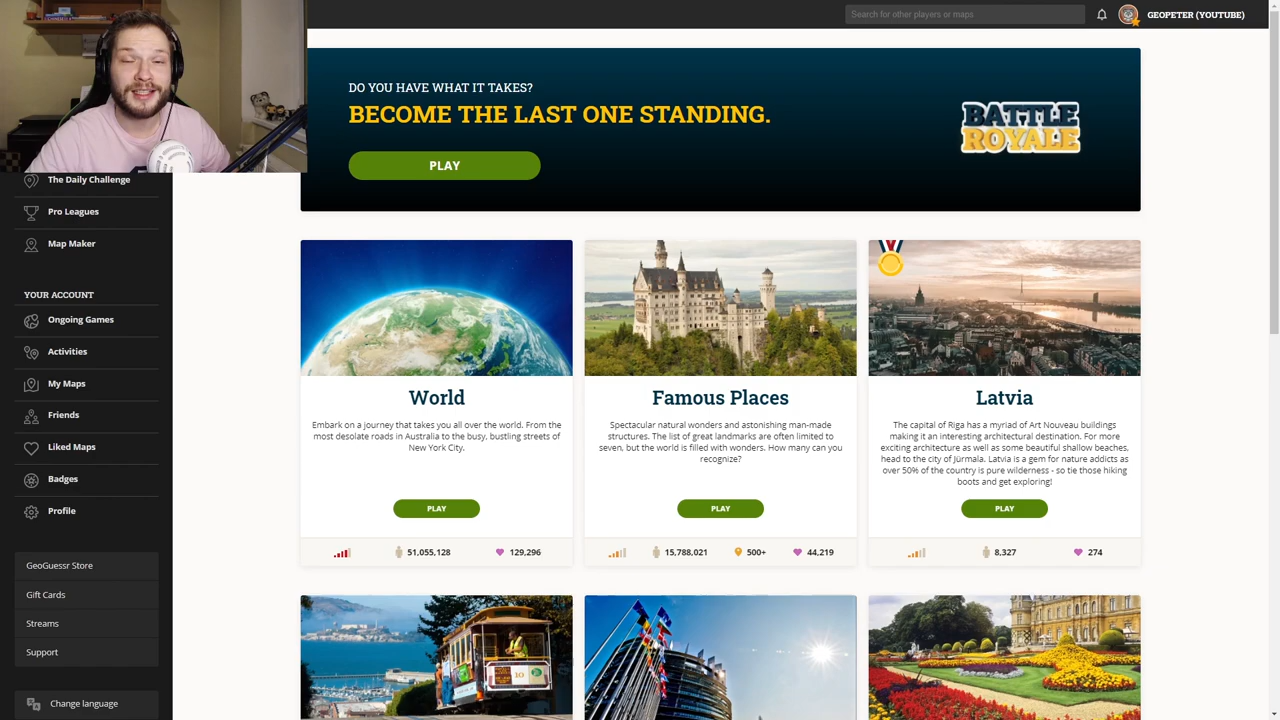 Search for other players or maps
GEOPETER (YOUTUBE)
DO YOU HAVE WHAT IT TAKES?
BECOME THE LAST ONE STANDING.
PLAY
BATTLE
ROYALE
The Daily Challenge
Pro Leagues
Map Maker
YOUR ACCOUNT
Ongoing Games
Activities
My Maps
Friends
Liked Maps
Badges
Profile
GeoGuessr Store
Gift Cards
Streams
Support
Change language
World
Embark on a journey that takes you all over the world. From the
most desolate roads in Australia to the busy, bustling streets of
New York City.
PLAY
51,055,128
129,296
Famous Places
Spectacular natural wonders and astonishing man-made
structures. The list of great landmarks are often limited to
seven, but the world is filled with wonders. How many can you
recognize?
PLAY
15,788,021
500+
44,219
Latvia
The capital of Riga has a myriad of Art Nouveau buildings
making it an interesting architectural destination. For more
exciting architecture as well as some beautiful shallow beaches,
head to the city of Jūrmala. Latvia is a gem for nature addicts as
over 50% of the country is pure wilderness - so tie those hiking
boots and get exploring!
PLAY
8,327
274
10